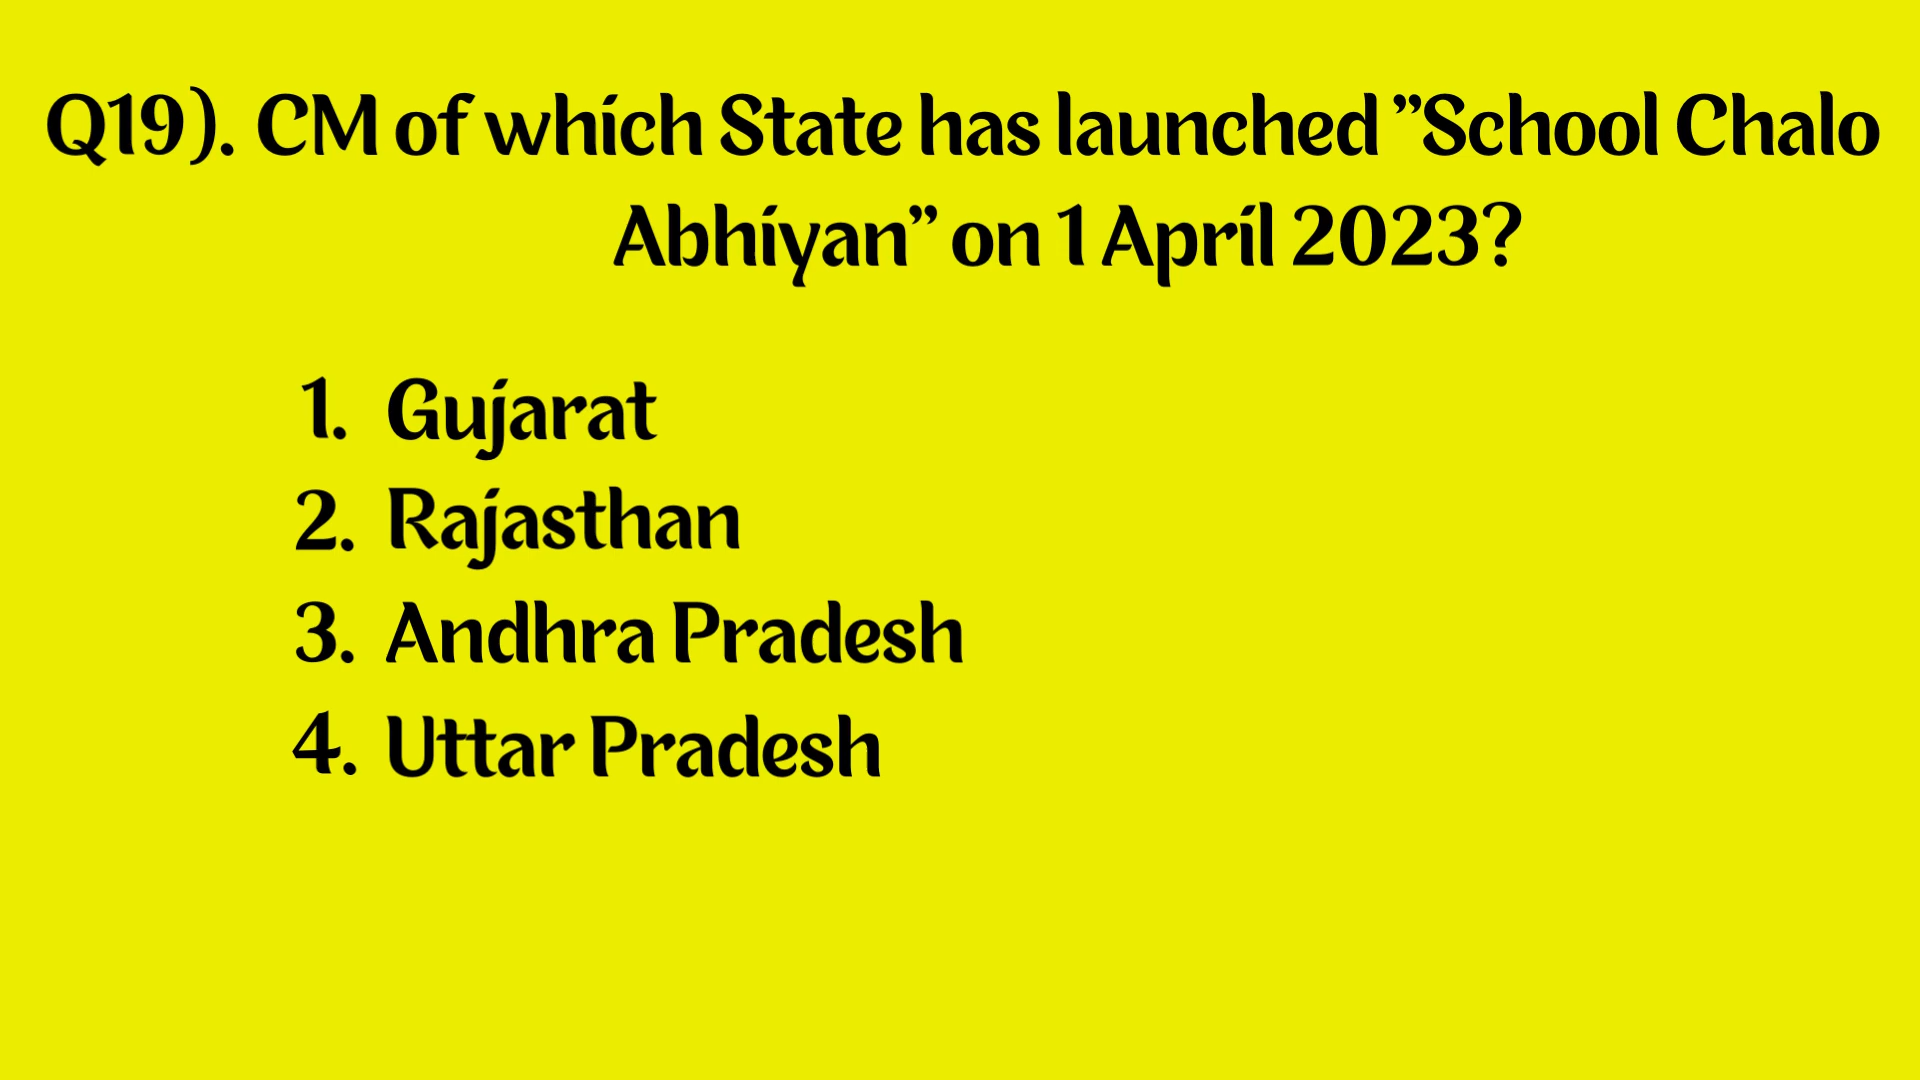 Q19). CM of which State has launched ”School Chalo
Abhiyan” on 1 April 2023?
1. Gujarat
2. Rajasthan
3. Andhra Pradesh
4. Uttar Pradesh